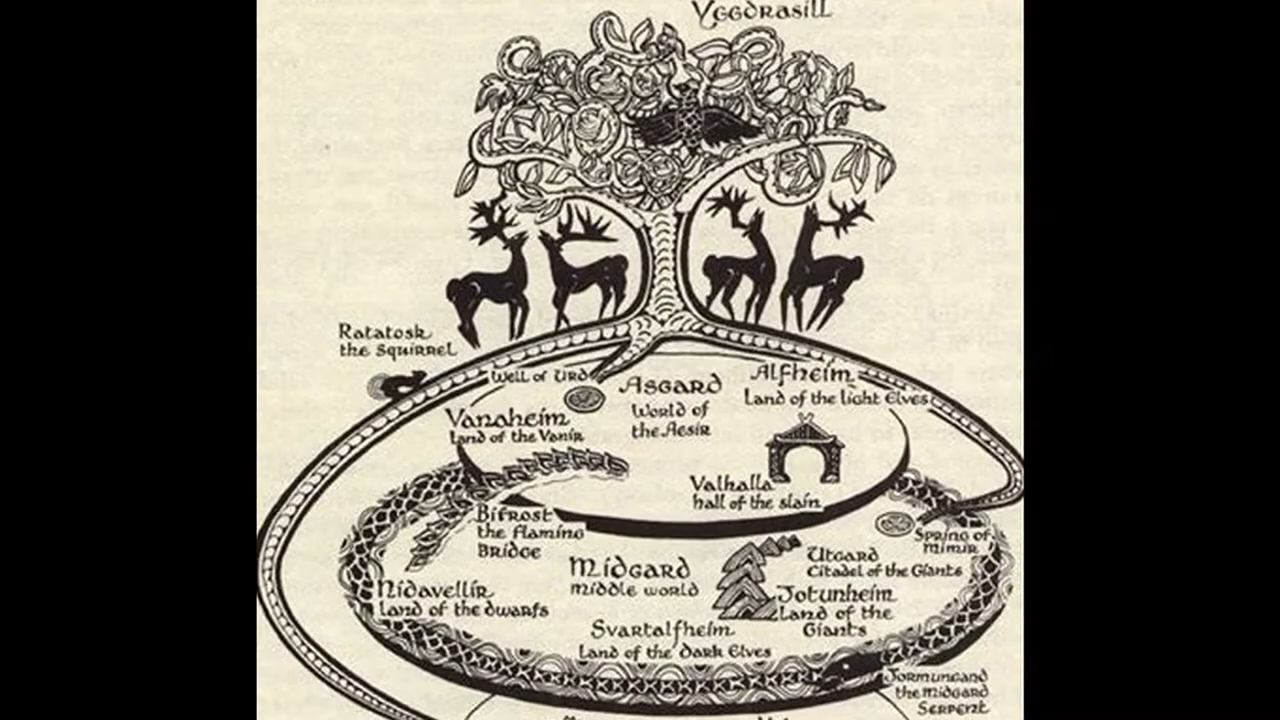 Yggdrasill
Ratatosk
the Squirrel
Well of Urd
Asgard
World of
the Aesir
Alfheim
Land of the Light Elves
Vanaheim
Land of the Vanir
Valhalla
hall of the slain
Bifrost
the flaming
Bridge
Spring of
Mimir
Midgard
middle world
Utgard
Citadel of the Giants
Nidavellir
Land of the dwarfs
Jotunheim
Land of the
Giants
Svartalfheim
Land of the dark Elves
Jormungand
the Midgard
Serpent